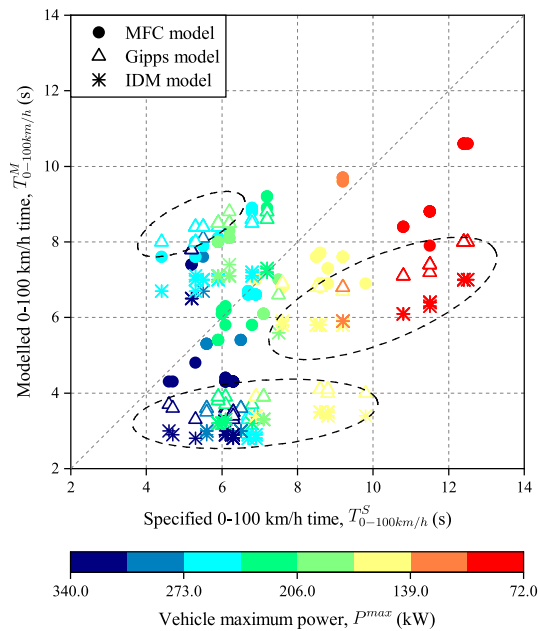 MFC model
Gipps model
IDM model
14
12
10
8
6
4
2
Modelled 0-100 km/h time, T^M_{0-100km/h} (s)
2 4 6 8 10 12 14
Specified 0-100 km/h time, T^S_{0-100km/h} (s)
340.0 273.0 206.0 139.0 72.0
Vehicle maximum power, P^{max} (kW)